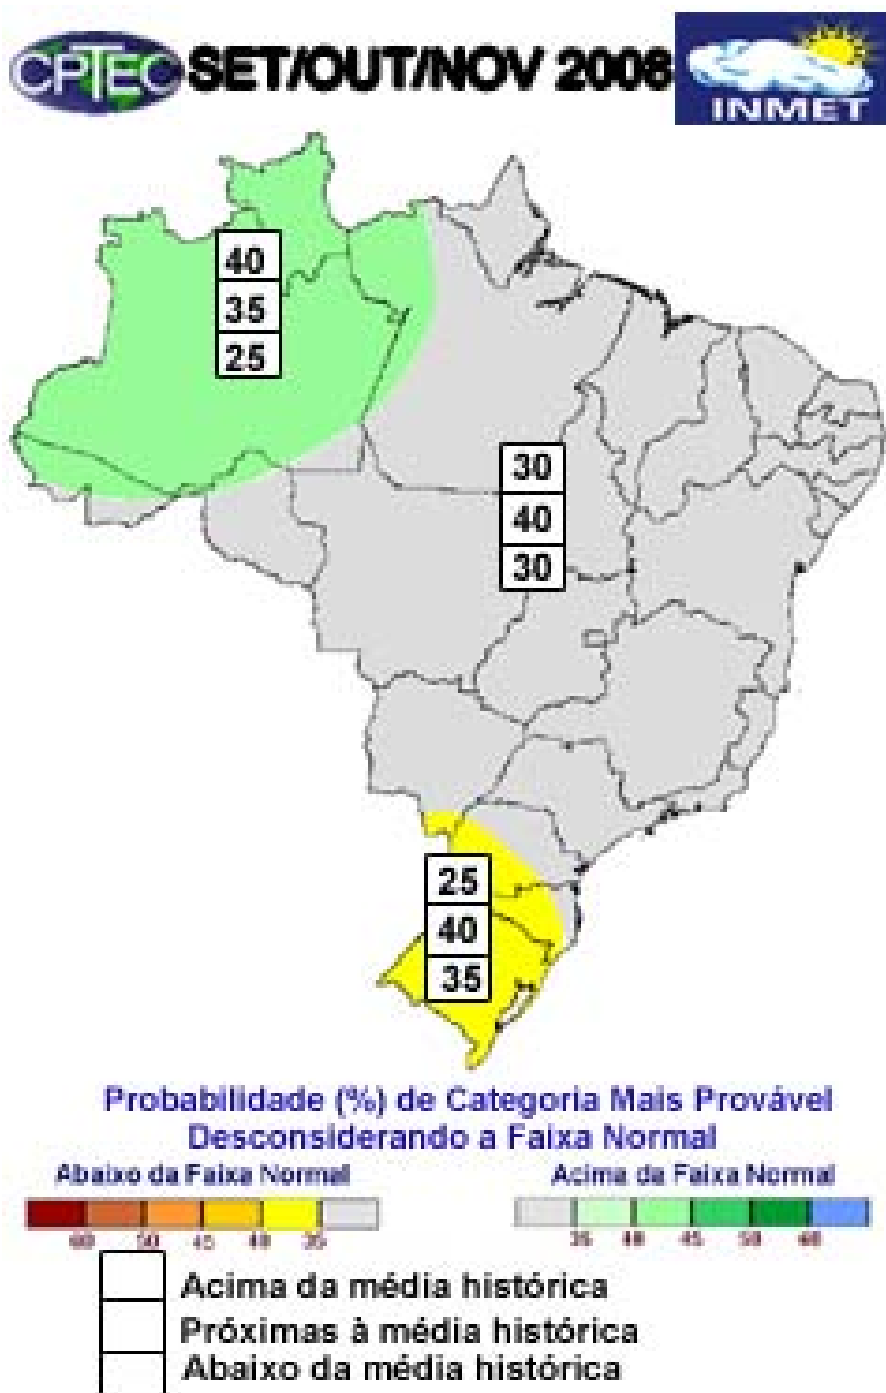 CPTEC SET/OUT/NOV 2008 INMET
40
35
25
30
40
30
25
40
35
Probabilidade (%) de Categoria Mais Provável
Desconsiderando a Faixa Normal
Abaixo da Faixa Normal Acima da Faixa Normal
60 50 45 40 35 35 40 45 50 60
Acima da média histórica
Próximas à média histórica
Abaixo da média histórica